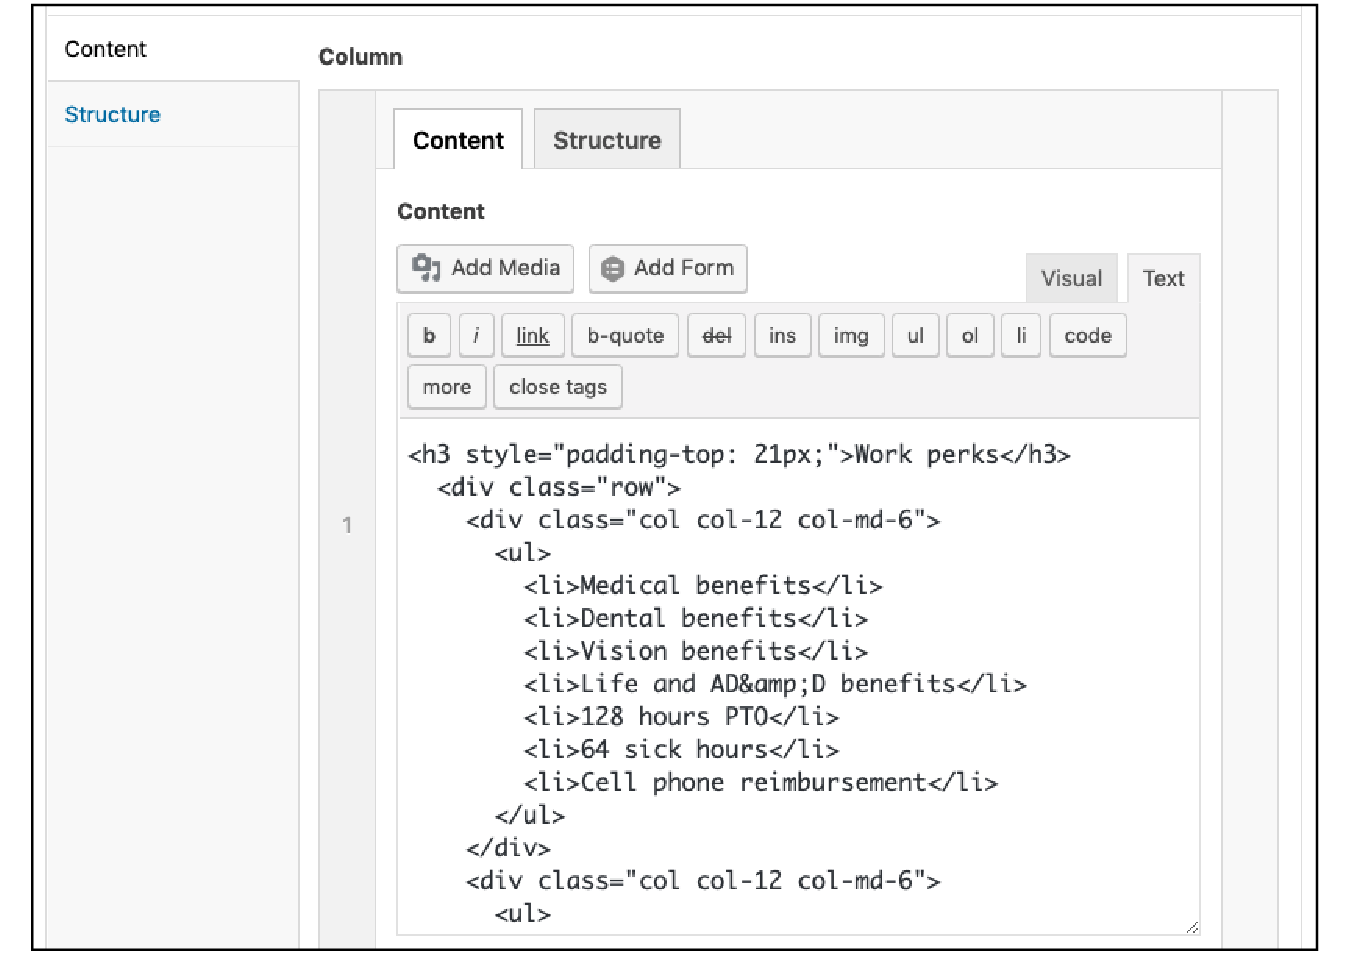 Content
Structure
Column
Content
Structure
Content
Add Media
Add Form
Visual
Text
b
i
link
b-quote
del
ins
img
ul
ol
li
code
more
close tags
1
<h3 style="padding-top: 21px;">Work perks</h3>
<div class="row">
<div class="col col-12 col-md-6">
<ul>
<li>Medical benefits</li>
<li>Dental benefits</li>
<li>Vision benefits</li>
<li>Life and AD&amp;D benefits</li>
<li>128 hours PTO</li>
<li>64 sick hours</li>
<li>Cell phone reimbursement</li>
</ul>
</div>
<div class="col col-12 col-md-6">
<ul>